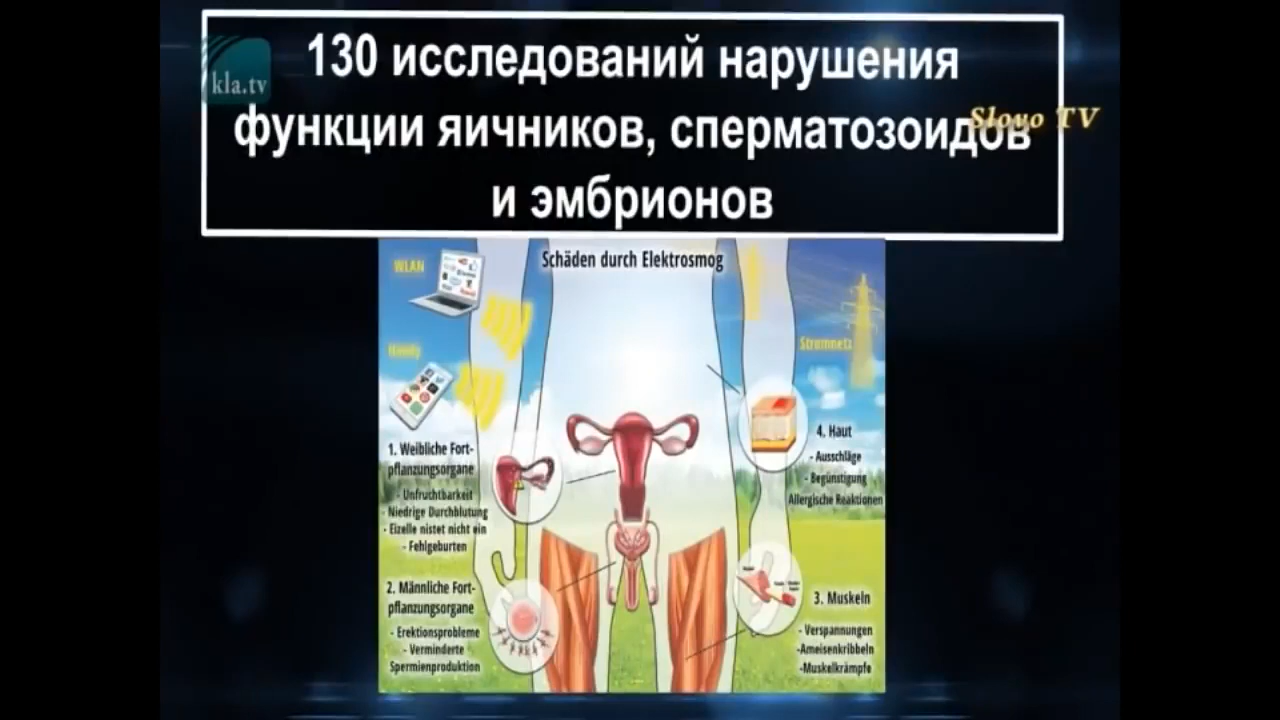 130 исследований нарушения
функции яичников, сперматозоидов
и эмбрионов
kla.tv
Slovo TV
Schäden durch Elektrosmog
WLAN
Handy
Stromnetz
1. Weibliche Fort-
pflanzungsorgane
- Unfruchtbarkeit
- Niedrige Durchblutung
- Eizelle nistet nicht ein
- Fehlgeburten
2. Männliche Fort-
pflanzungsorgane
- Erektionsprobleme
- Verminderte
Spermienproduktion
4. Haut
- Ausschläge
- Begünstigung
Allergische Reaktionen
3. Muskeln
- Verspannungen
-Ameisenkribbeln
-Muskelkrämpfe